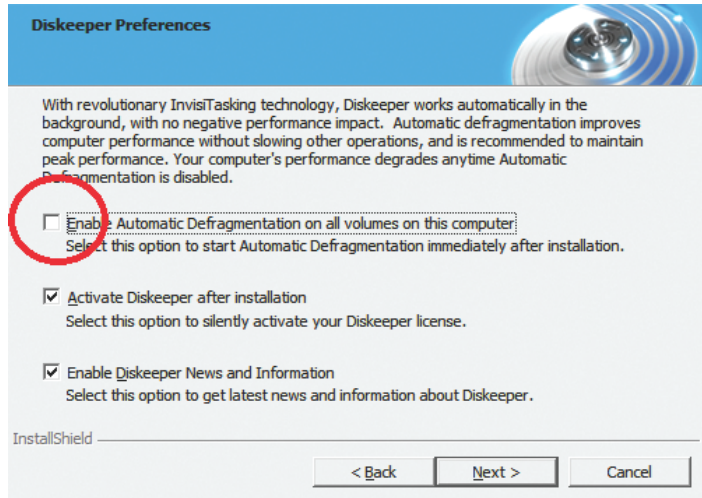 Diskeeper Preferences
With revolutionary InvisiTasking technology, Diskeeper works automatically in the
background, with no negative performance impact.  Automatic defragmentation improves
computer performance without slowing other operations, and is recommended to maintain
peak performance. Your computer's performance degrades anytime Automatic
Defragmentation is disabled.
Enable Automatic Defragmentation on all volumes on this computer
Select this option to start Automatic Defragmentation immediately after installation.
Activate Diskeeper after installation
Select this option to silently activate your Diskeeper license.
Enable Diskeeper News and Information
Select this option to get latest news and information about Diskeeper.
InstallShield
< Back Next > Cancel